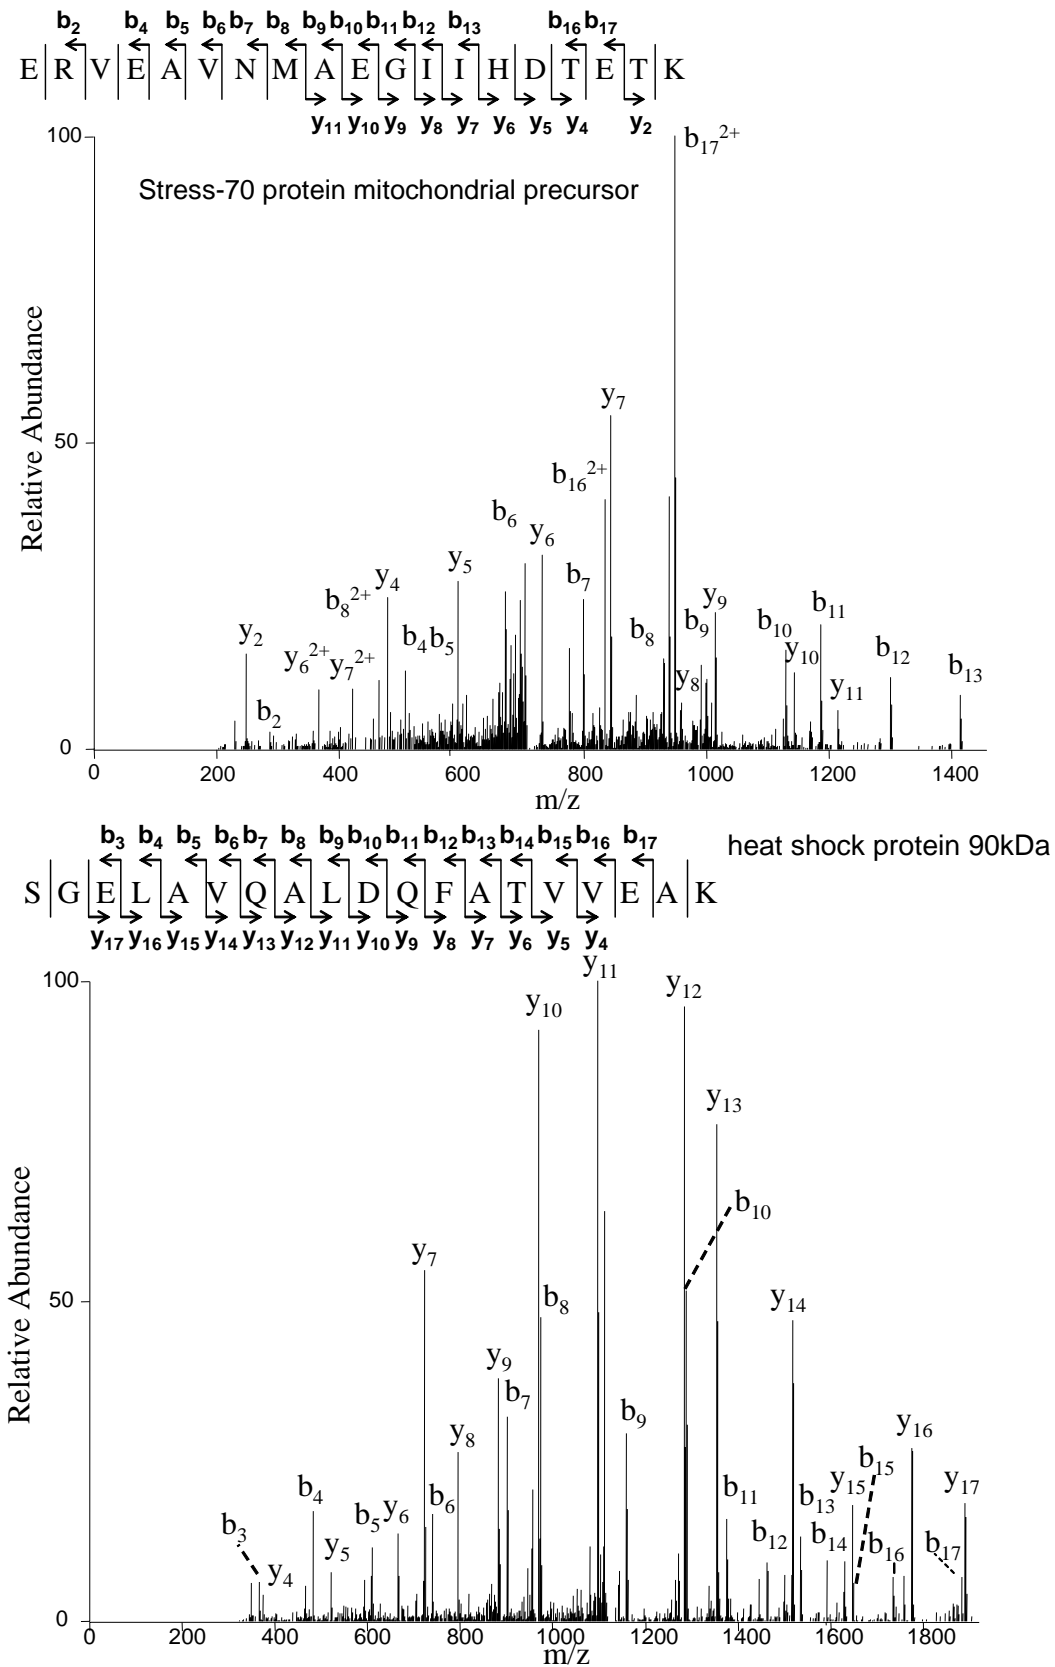 b2 b4 b5 b6 b7 b8 b9 b10 b11 b12 b13 b16 b17
E R V E A V N M A E G I I H D T E T K
y11 y10 y9 y8 y7 y6 y5 y4 y2
100
b17 2+
Stress-70 protein mitochondrial precursor
Relative Abundance
y7
50
b16 2+
b6
y6
y5
y4
b7
b8 2+
b4 b5
y9
b11
y2
b8
b9
b10
y6 2+
y7 2+
y10
b12
b13
y8
y11
b2
0
0 200 400 600 800 1000 1200 1400
m/z
b3 b4 b5 b6 b7 b8 b9 b10 b11 b12 b13 b14 b15 b16 b17
heat shock protein 90kDa
S G E L A V Q A L D Q F A T V V E A K
y17 y16 y15 y14 y13 y12 y11 y10 y9 y8 y7 y6 y5 y4
y11
100
y12
y10
y13
Relative Abundance
b10
y7
50
b8
y14
y9
b7
b9
y8
y16
b15
b4
b6
b11
y15
y17
b5
y6
b13
b3
y5
b12
b14
b16
b17
y4
0
0 200 400 600 800 1000 1200 1400 1600 1800
m/z